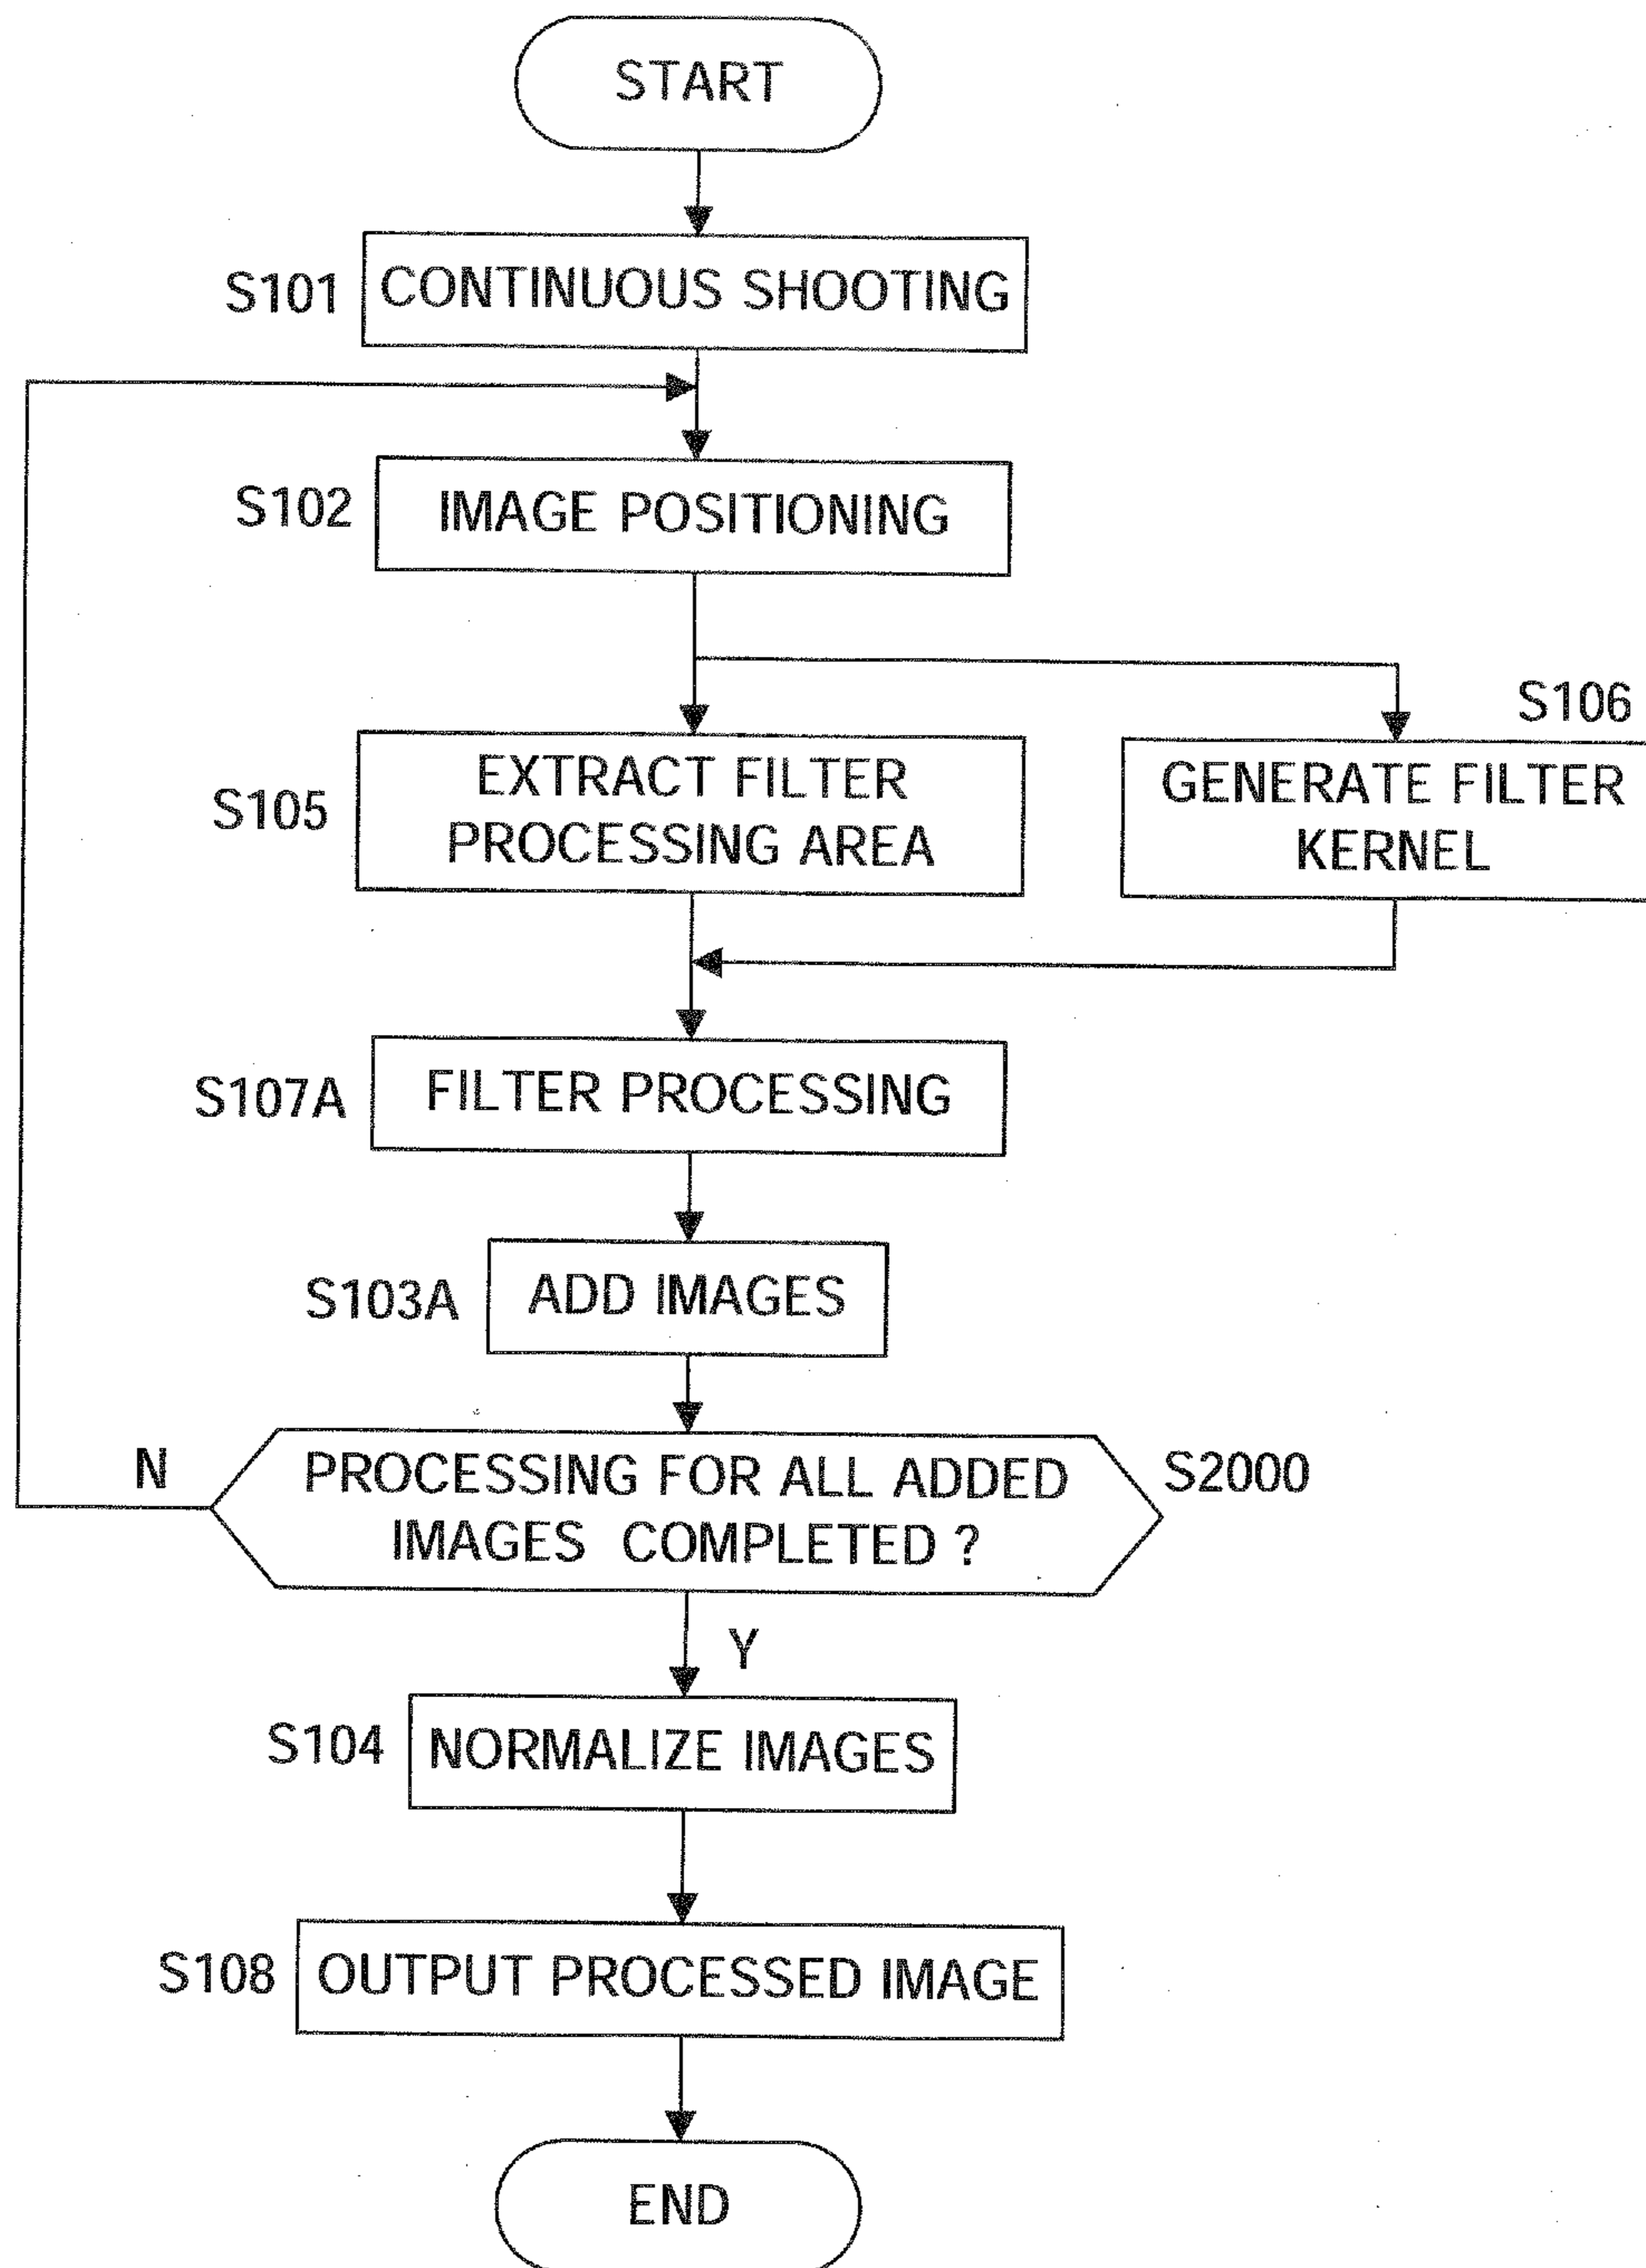 START
S101
CONTINUOUS SHOOTING
S102
IMAGE POSITIONING
S105
EXTRACT FILTER
PROCESSING AREA
S106
GENERATE FILTER
KERNEL
S107A
FILTER PROCESSING
S103A
ADD IMAGES
N
PROCESSING FOR ALL ADDED
IMAGES COMPLETED ?
S2000
Y
S104
NORMALIZE IMAGES
S108
OUTPUT PROCESSED IMAGE
END